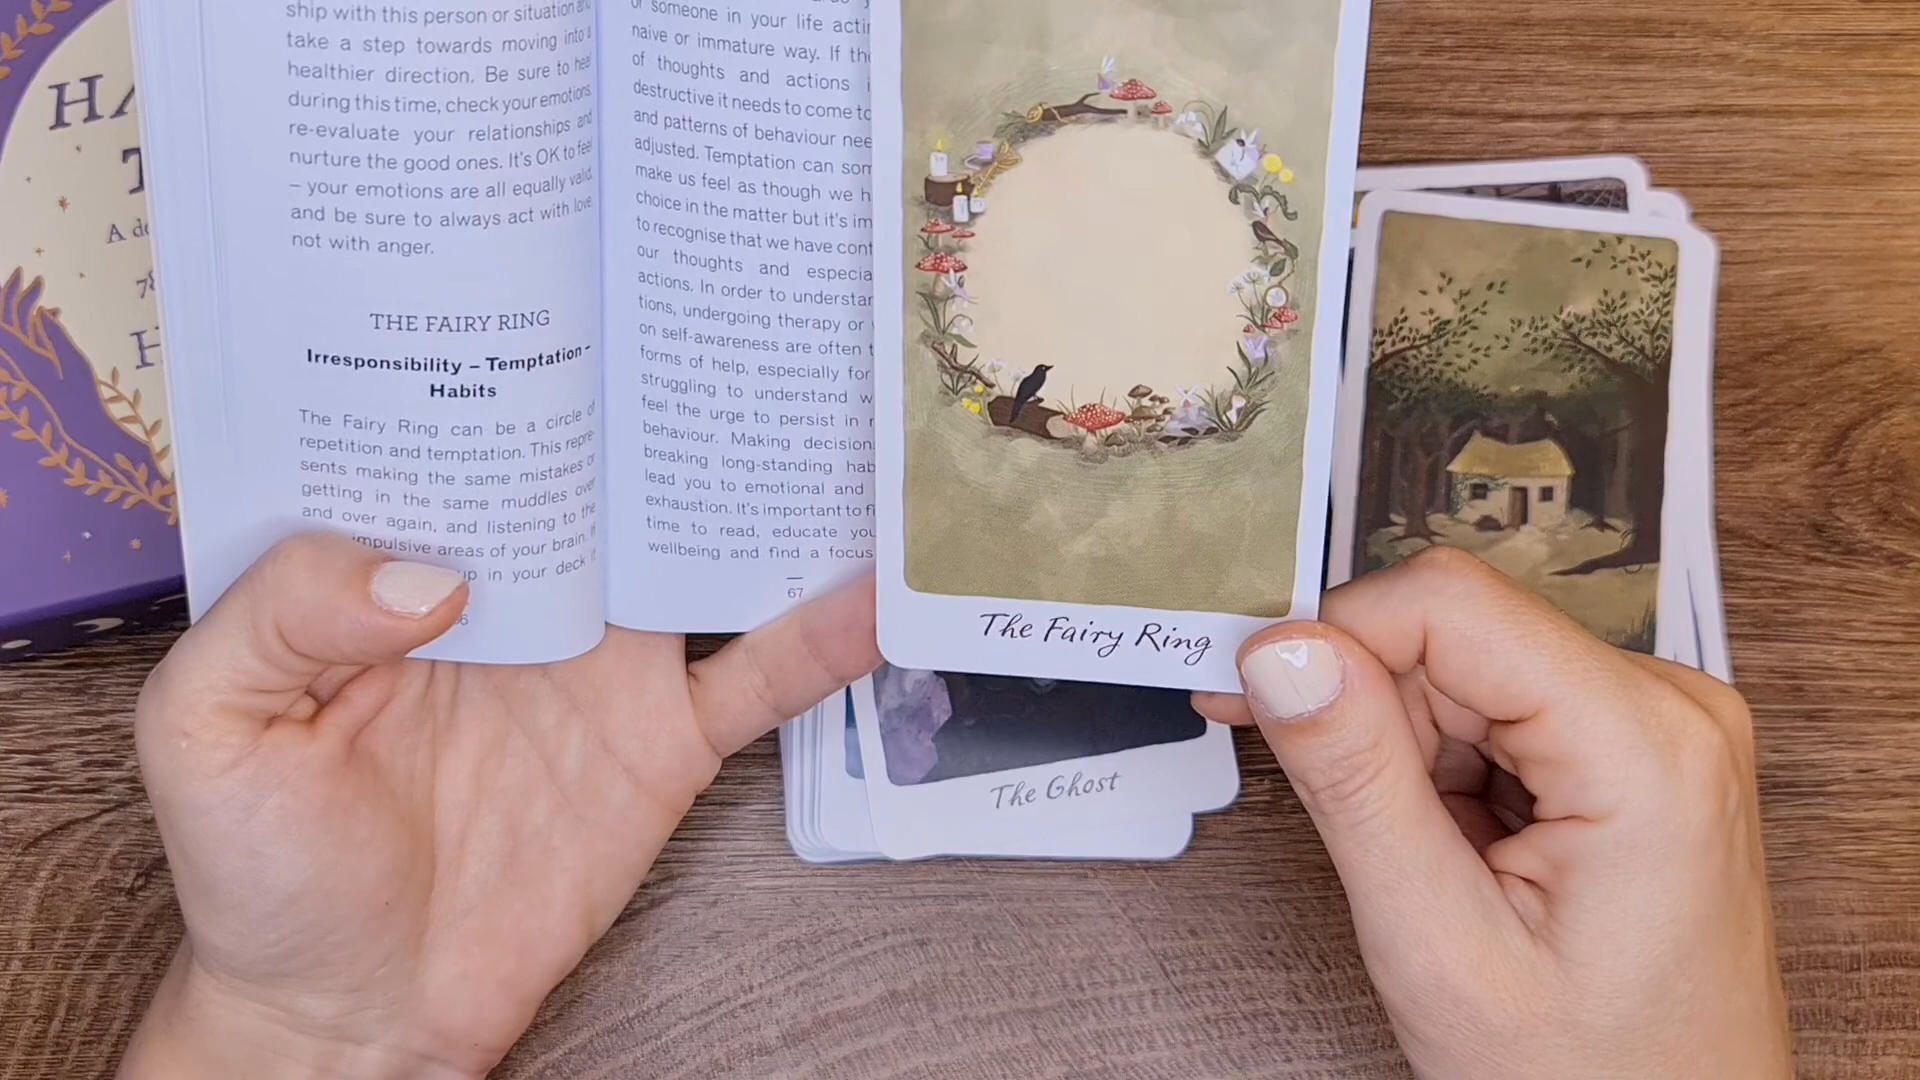 HA
T
A de
78
H
ship with this person or situation and
take a step towards moving into a
healthier direction. Be sure to heal
during this time, check your emotions,
re-evaluate your relationships and
nurture the good ones. It's OK to feel
– your emotions are all equally valid,
and be sure to always act with love
not with anger.
THE FAIRY RING
Irresponsibility – Temptation –
Habits
The Fairy Ring can be a circle of
repetition and temptation. This repre-
sents making the same mistakes or
getting in the same muddles over
and over again, and listening to the
impulsive areas of your brain. If
up in your deck it
66
or someone in your life acti
naive or immature way. If the
of thoughts and actions i
destructive it needs to come to
and patterns of behaviour nee
adjusted. Temptation can som
make us feel as though we h
choice in the matter but it's im
to recognise that we have cont
our thoughts and especia
actions. In order to understan
tions, undergoing therapy or
on self-awareness are often t
forms of help, especially for
struggling to understand w
feel the urge to persist in r
behaviour. Making decision
breaking long-standing hab
lead you to emotional and
exhaustion. It's important to fi
time to read, educate you
wellbeing and find a focus
67
The Fairy Ring
The Ghost